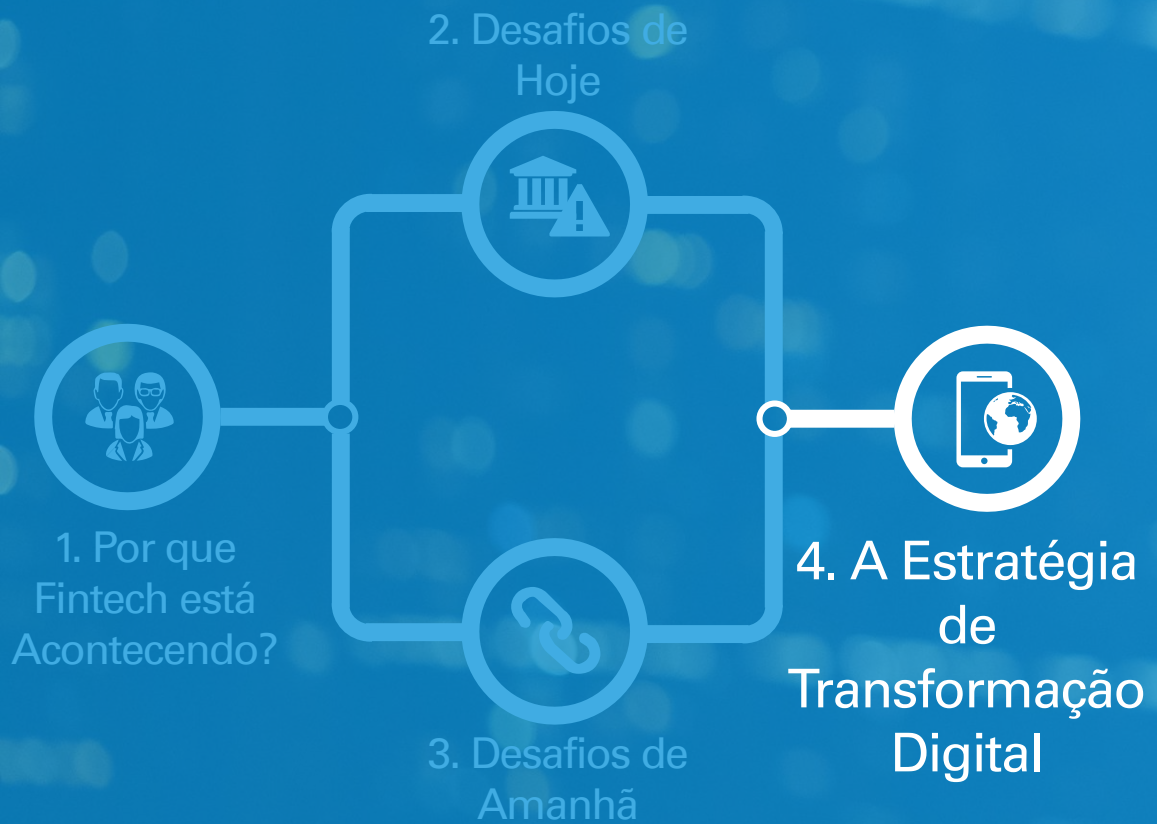 2. Desafios de
Hoje
1. Por que
Fintech está
Acontecendo?
4. A Estratégia
de
Transformação
Digital
3. Desafios de
Amanhã